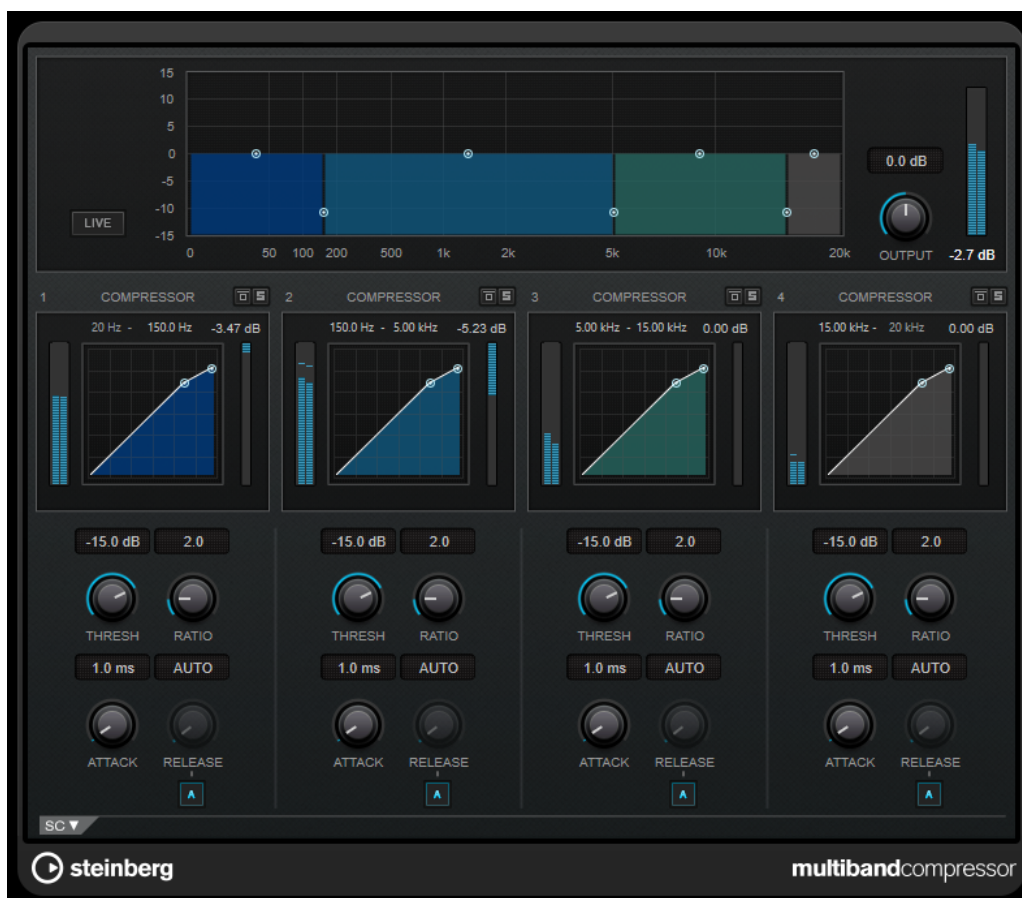 15
10
5
0
-5
-10
-15
LIVE
0 50 100 200 500 1k 2k 5k 10k 20k
0.0 dB
OUTPUT -2.7 dB
1 COMPRESSOR S 2 COMPRESSOR S 3 COMPRESSOR S 4 COMPRESSOR S
20 Hz - 150.0 Hz -3.47 dB 150.0 Hz - 5.00 kHz -5.23 dB 5.00 kHz - 15.00 kHz 0.00 dB 15.00 kHz - 20 kHz 0.00 dB
-15.0 dB 2.0 -15.0 dB 2.0 -15.0 dB 2.0 -15.0 dB 2.0
THRESH RATIO THRESH RATIO THRESH RATIO THRESH RATIO
1.0 ms AUTO 1.0 ms AUTO 1.0 ms AUTO 1.0 ms AUTO
ATTACK RELEASE ATTACK RELEASE ATTACK RELEASE ATTACK RELEASE
A A A A
SC
steinberg multibandcompressor